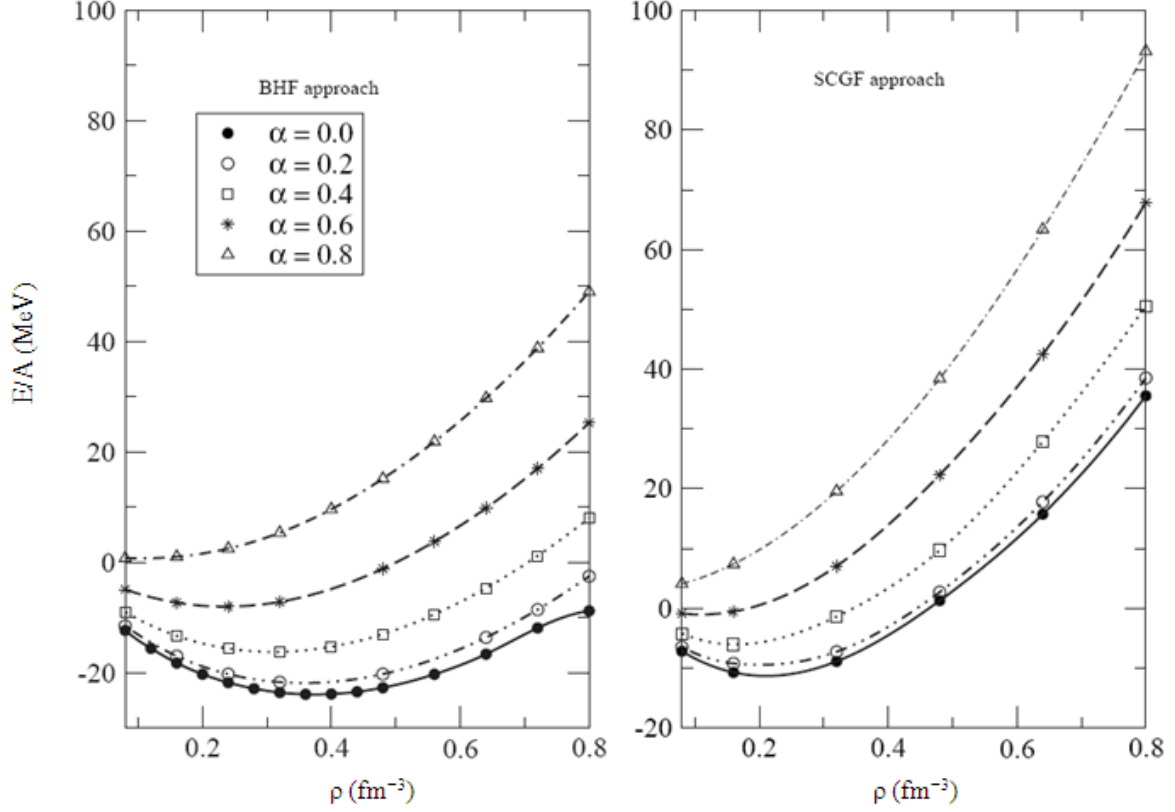 E/A (MeV)
100
80
60
40
20
0
-20
BHF approach
α = 0.0
α = 0.2
α = 0.4
α = 0.6
α = 0.8
0.2
0.4
0.6
0.8
ρ (fm⁻³)
100
80
60
40
20
0
-20
SCGF approach
0.2
0.4
0.6
0.8
ρ (fm⁻³)